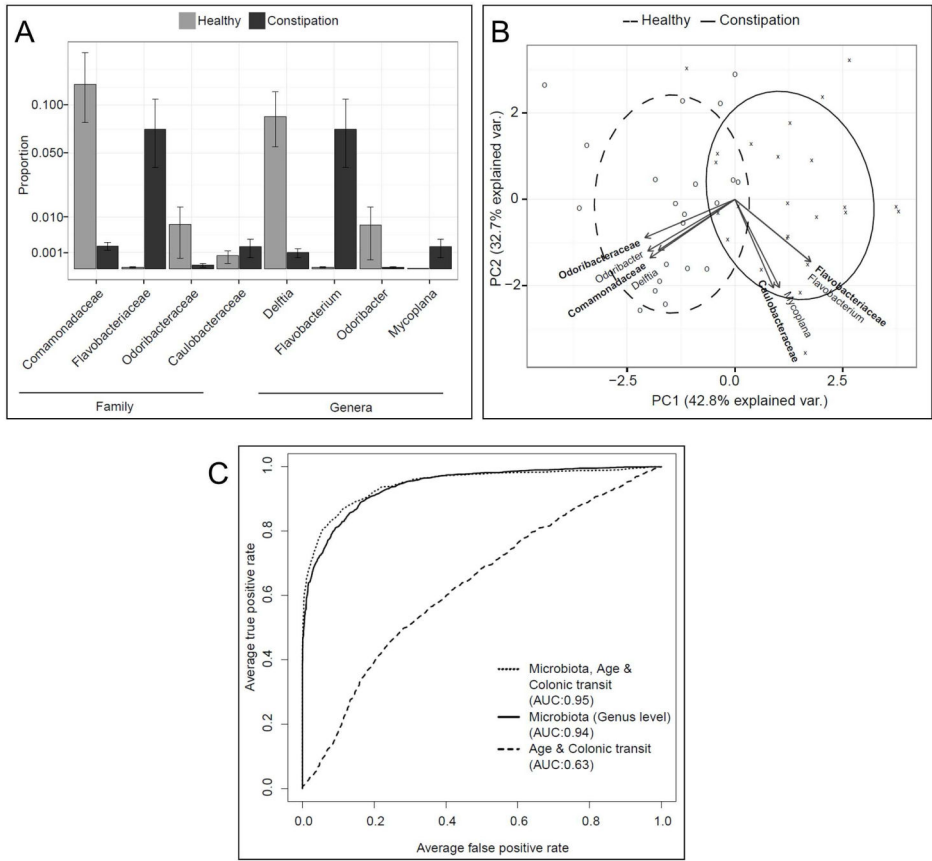 A
Healthy Constipation
Proportion
0.100
0.050
0.010
0.001
Comamonadaceae
Flavobacteriaceae
Odoribacteraceae
Caulobacteraceae
Delftia
Flavobacterium
Odoribacter
Mycoplana
Family
Genera
B
Healthy Constipation
PC2 (32.7% explained var.)
2
0
−2
Odoribacteraceae
Odoribacter
Comamonadaceae
Delftia
Caulobacteraceae
Mycoplana
Flavobacteriaceae
Flavobacterium
−2.5 0.0 2.5
PC1 (42.8% explained var.)
C
Average true positive rate
1.0
0.8
0.6
0.4
0.2
0.0
Microbiota, Age &
Colonic transit
(AUC:0.95)
Microbiota (Genus level)
(AUC:0.94)
Age & Colonic transit
(AUC:0.63)
0.0 0.2 0.4 0.6 0.8 1.0
Average false positive rate